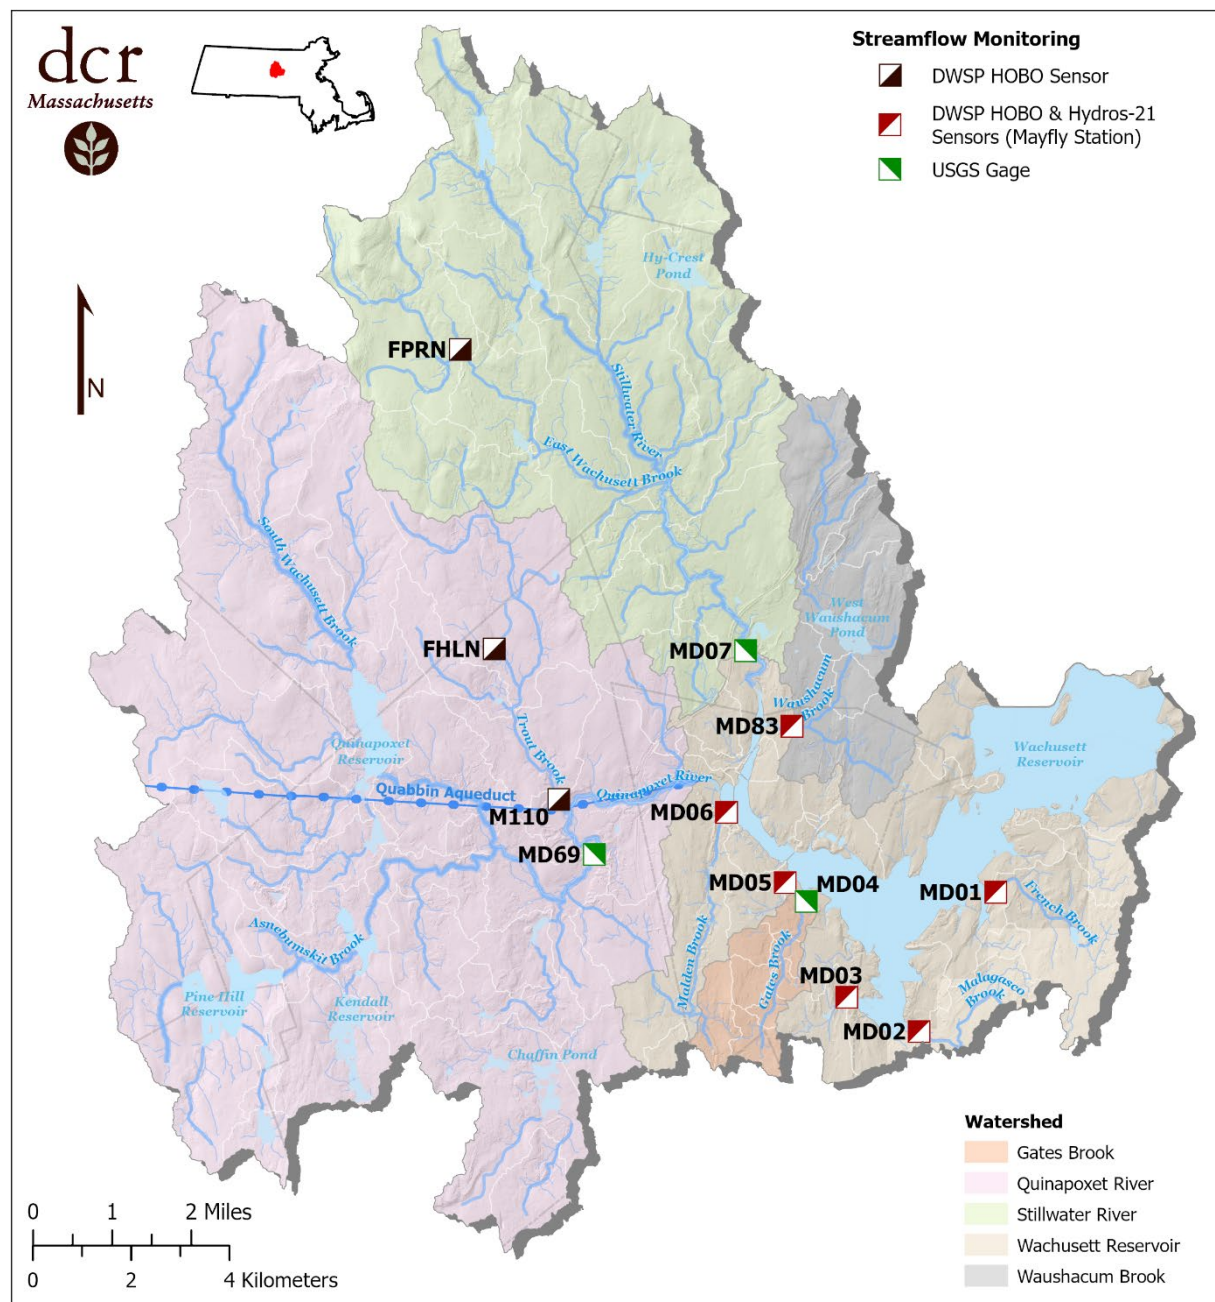 dcr
Massachusetts
Streamflow Monitoring
DWSP HOBO Sensor
DWSP HOBO & Hydros-21
Sensors (Mayfly Station)
USGS Gage
N
Hy-Crest
Pond
FPRN
Stillwater River
East Wachusett Brook
South Wachusett Brook
West
Waushacum
Pond
FHLN
MD07
Waushacum
Brook
MD83
Trout Brook
Quinapoxet
Reservoir
Wachusett
Reservoir
Quabbin Aqueduct
Quinapoxet River
M110
MD06
MD69
MD05
MD04
MD01
French Brook
Asnebumskit Brook
Malden Brook
Gates Brook
MD03
Malagasco
Brook
MD02
Pine Hill
Reservoir
Kendall
Reservoir
Chaffin Pond
Watershed
Gates Brook
Quinapoxet River
Stillwater River
Wachusett Reservoir
Waushacum Brook
0 1 2 Miles
0 2 4 Kilometers